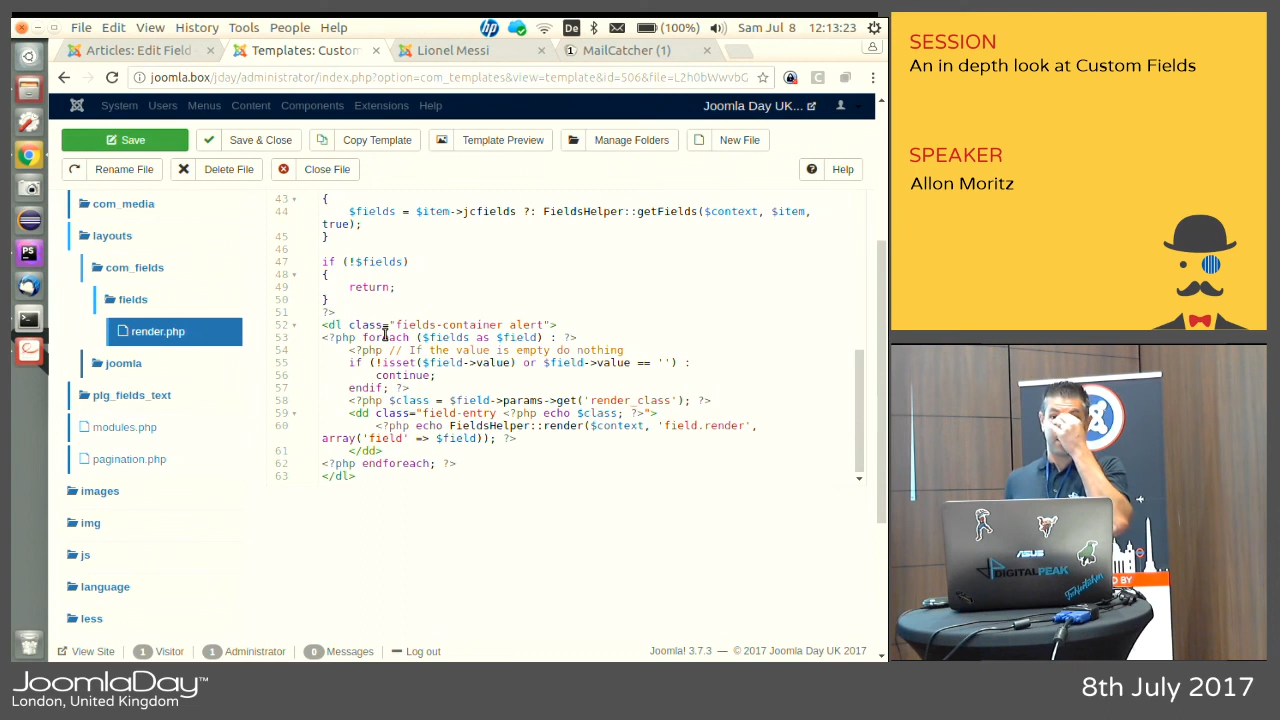 File Edit View History Tools People Help
De
(100%)
Sam Jul 8 12:13:23
Articles: Edit Field
Templates: Custom
Lionel Messi
MailCatcher (1)
joomla.box/jday/administrator/index.php?option=com_templates&view=template&id=506&file=L2h0bWwvbG
System Users Menus Content Components Extensions Help
Joomla Day UK...
Save
Save & Close
Copy Template
Template Preview
Manage Folders
New File
Rename File
Delete File
Close File
Help
com_media
layouts
com_fields
fields
render.php
joomla
plg_fields_text
modules.php
pagination.php
images
img
js
language
less
43 {
44 $fields = $item->jcfields ?: FieldsHelper::getFields($context, $item,
true);
45 }
46
47 if (!$fields)
48 {
49 return;
50 }
51 ?>
52 <dl class="fields-container alert">
53 <?php foreach ($fields as $field) : ?>
54 <?php // If the value is empty do nothing
55 if (!isset($field->value) or $field->value == '') :
56 continue;
57 endif; ?>
58 <?php $class = $field->params->get('render_class'); ?>
59 <dd class="field-entry <?php echo $class; ?>">
60 <?php echo FieldsHelper::render($context, 'field.render',
array('field' => $field)); ?>
61 </dd>
62 <?php endforeach; ?>
63 </dl>
View Site
1 Visitor
1 Administrator
0 Messages
Log out
Joomla! 3.7.3 — © 2017 Joomla Day UK 2017
SESSION
An in depth look at Custom Fields
SPEAKER
Allon Moritz
ASUS
DIGITALPEAK
D BY
JoomlaDay™
London, United Kingdom
8th July 2017